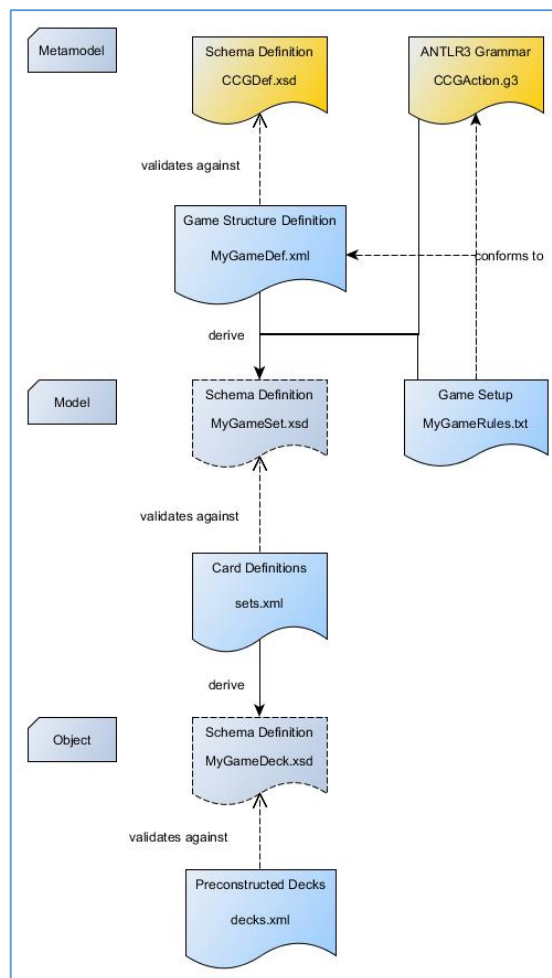 Metamodel
Schema Definition
CCGDef.xsd
ANTLR3 Grammar
CCGAction.g3
validates against
Game Structure Definition
MyGameDef.xml
conforms to
derive
Model
Schema Definition
MyGameSet.xsd
Game Setup
MyGameRules.txt
validates against
Card Definitions
sets.xml
derive
Object
Schema Definition
MyGameDeck.xsd
validates against
Preconstructed Decks
decks.xml